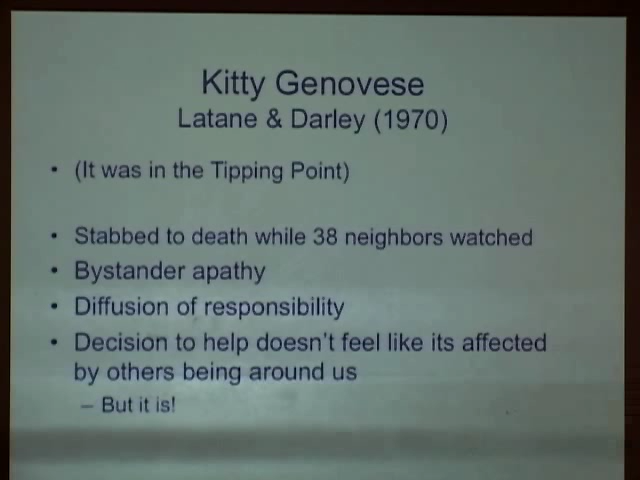 Kitty Genovese
Latane & Darley (1970)
• (It was in the Tipping Point)
• Stabbed to death while 38 neighbors watched
• Bystander apathy
• Diffusion of responsibility
• Decision to help doesn't feel like its affected
by others being around us
– But it is!